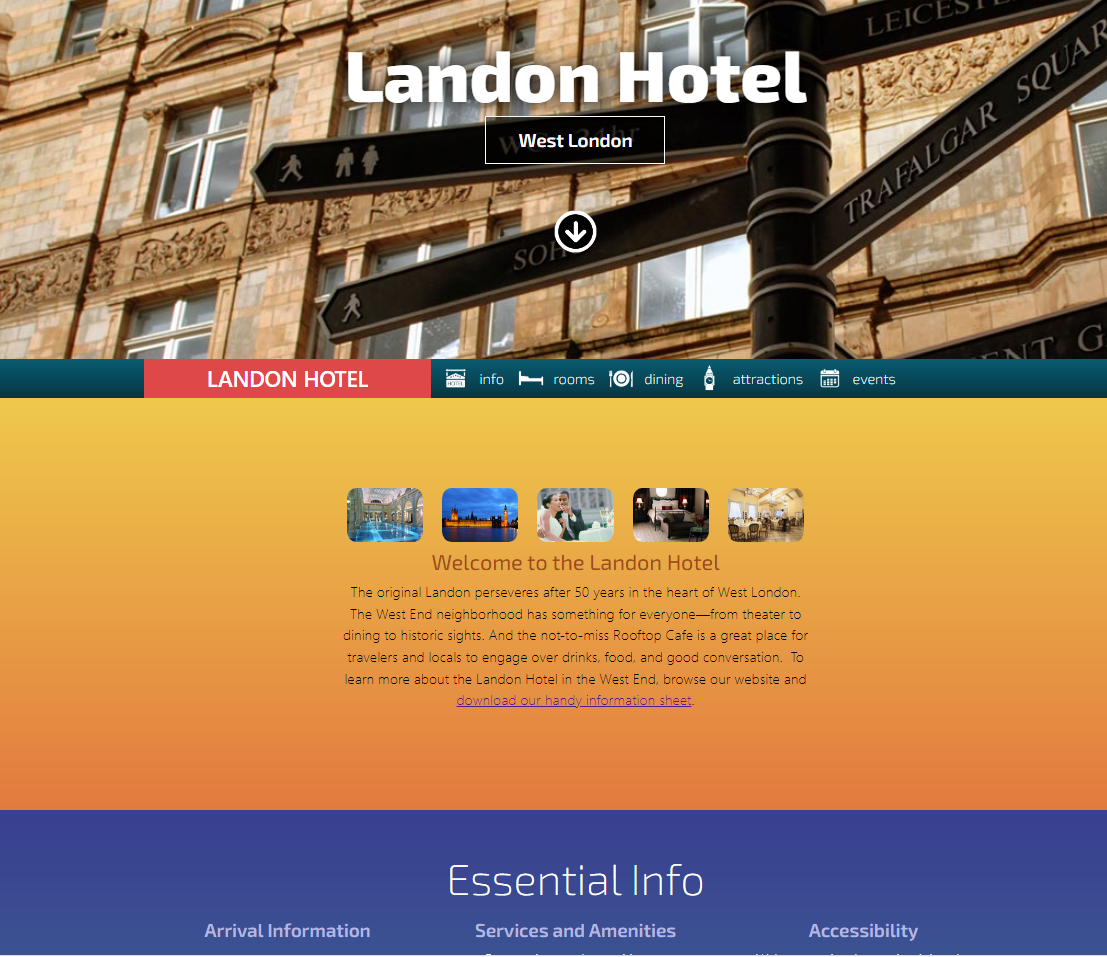 LEICESTE
Landon Hotel
West London
TRAFALGAR SQUAR
SOH
ENT G
LANDON HOTEL
HOTEL
info rooms dining attractions events
Welcome to the Landon Hotel
The original Landon perseveres after 50 years in the heart of West London.
The West End neighborhood has something for everyone—from theater to
dining to historic sights. And the not-to-miss Rooftop Cafe is a great place for
travelers and locals to engage over drinks, food, and good conversation. To
learn more about the Landon Hotel in the West End, browse our website and
download our handy information sheet.
Essential Info
Arrival Information Services and Amenities Accessibility